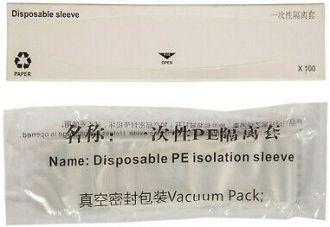 Disposable sleeve
一次性隔离套
OPEN
PAPER
X 100
名称：一次性PE隔离套
Name: Disposable PE isolation sleeve
真空密封包装Vacuum Pack;